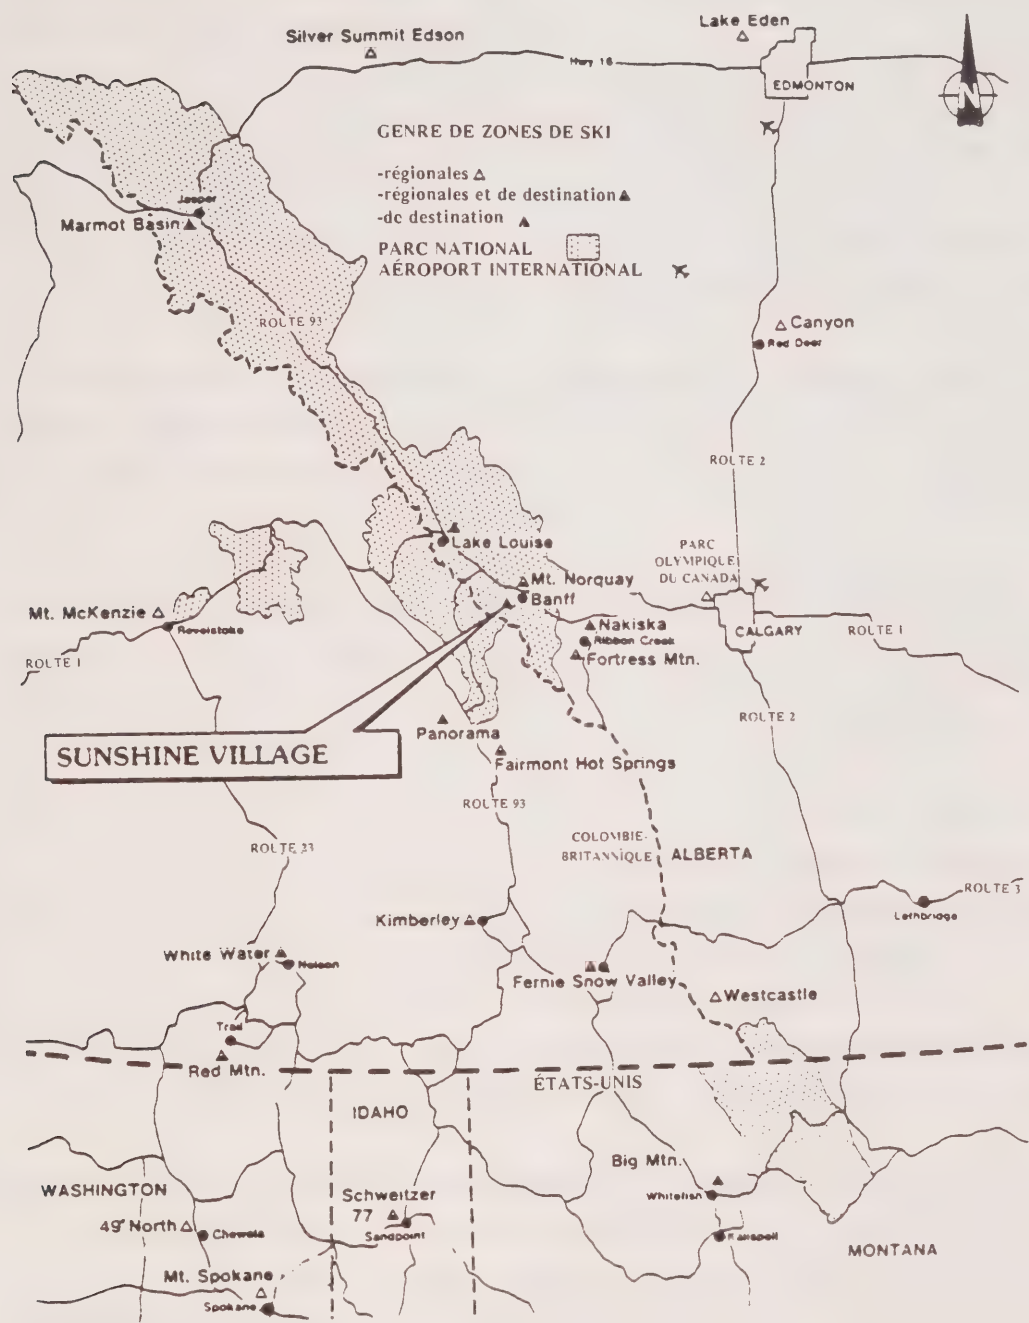 Lake Eden
Silver Summit Edson
Hwy 16
EDMONTON
N
GENRE DE ZONES DE SKI
-régionales
-régionales et de destination
-de destination
PARC NATIONAL
AÉROPORT INTERNATIONAL
Jasper
Marmot Basin
ROUTE 93
Canyon
Red Deer
ROUTE 2
Lake Louise
PARC
OLYMPIQUE
DU CANADA
Mt. Norquay
Banff
Mt. McKenzie
Revelstoke
Nakiska
Ribbon Creek
Fortress Mtn.
CALGARY
ROUTE 1
ROUTE 1
ROUTE 2
SUNSHINE VILLAGE
Panorama
Fairmont Hot Springs
ROUTE 93
ROUTE 23
COLOMBIE-
BRITANNIQUE
ALBERTA
ROUTE 3
Lethbridge
Kimberley
White Water
Nelson
Fernie Snow Valley
Westcastle
Trail
Red Mtn.
ÉTATS-UNIS
IDAHO
Big Mtn.
WASHINGTON
Schweitzer
77
Whitefish
49° North
Chewela
Sandpoint
Kalispell
MONTANA
Mt. Spokane
Spokane